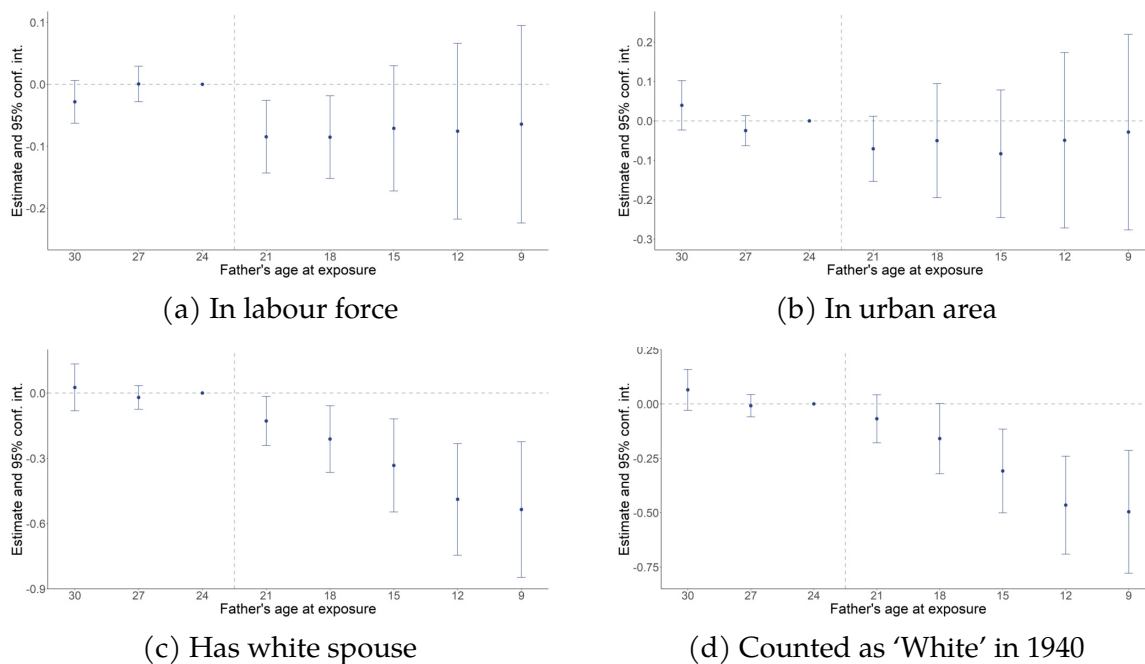 Estimate and 95% conf. int.
0.1
0.0
-0.1
-0.2
30 27 24 21 18 15 12 9
Father's age at exposure
(a) In labour force
Estimate and 95% conf. int.
0.2
0.1
0.0
-0.1
-0.2
-0.3
30 27 24 21 18 15 12 9
Father's age at exposure
(b) In urban area
Estimate and 95% conf. int.
0.0
-0.3
-0.6
-0.9
30 27 24 21 18 15 12 9
Father's age at exposure
(c) Has white spouse
Estimate and 95% conf. int.
0.25
0.00
-0.25
-0.50
-0.75
30 27 24 21 18 15 12 9
Father's age at exposure
(d) Counted as ‘White’ in 1940